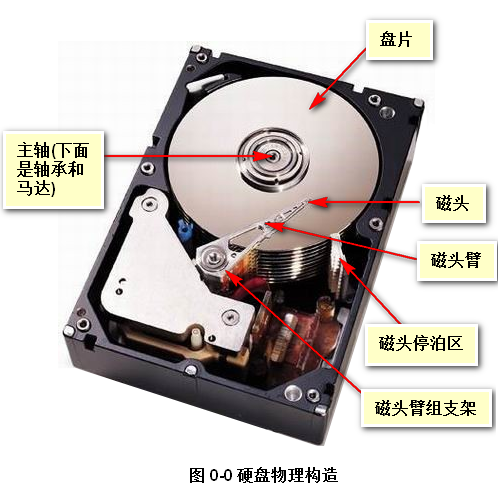 盘片
主轴(下面
是轴承和
马达)
磁头
磁头臂
磁头停泊区
磁头臂组支架
图 0-0 硬盘物理构造